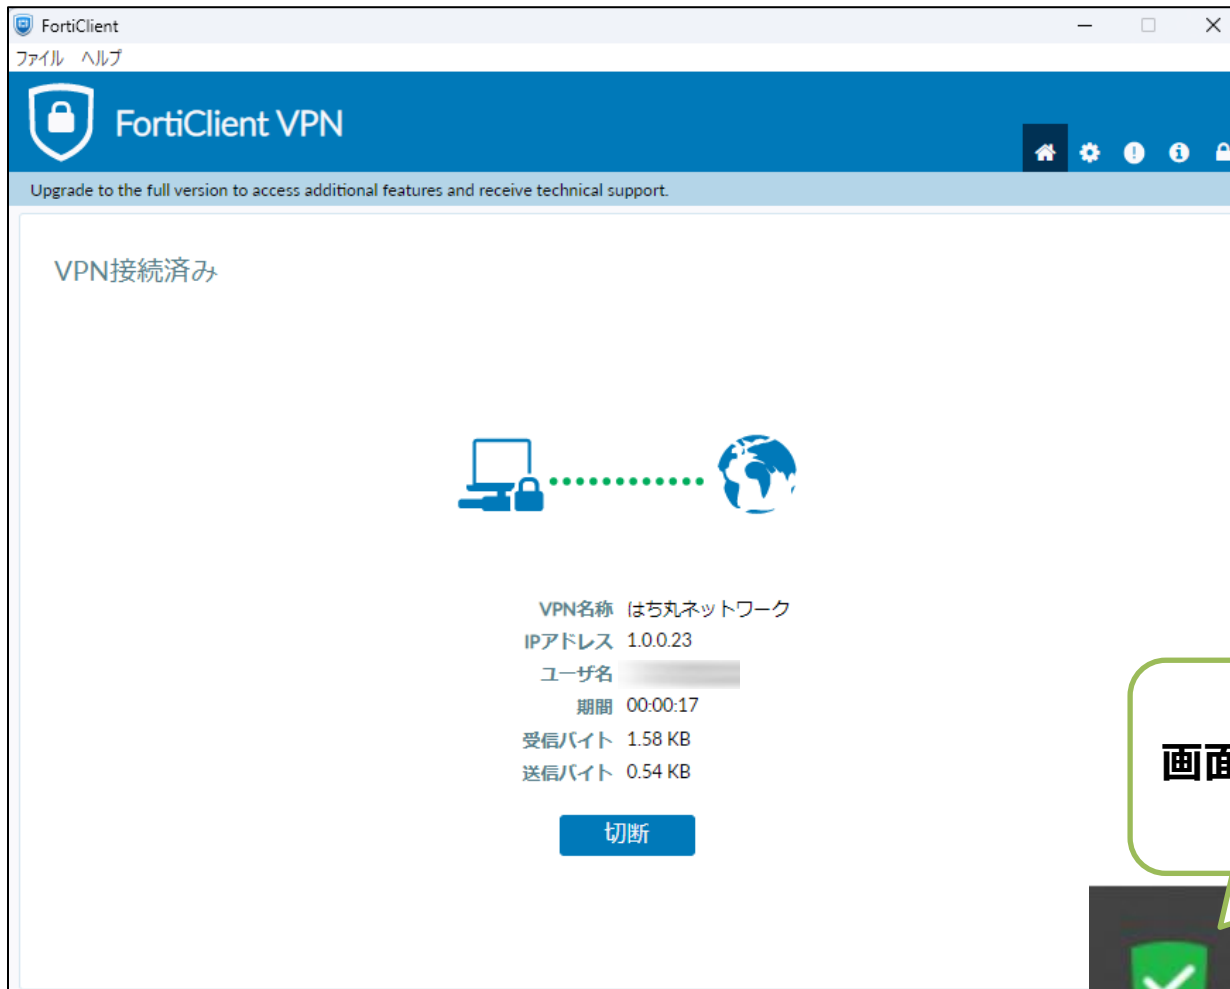 FortiClient
ファイル ヘルプ
FortiClient VPN
Upgrade to the full version to access additional features and receive technical support.
VPN接続済み
VPN名称 はち丸ネットワーク
IPアドレス 1.0.0.23
ユーザ名
期間 00:00:17
受信バイト 1.58 KB
送信バイト 0.54 KB
切断
画面